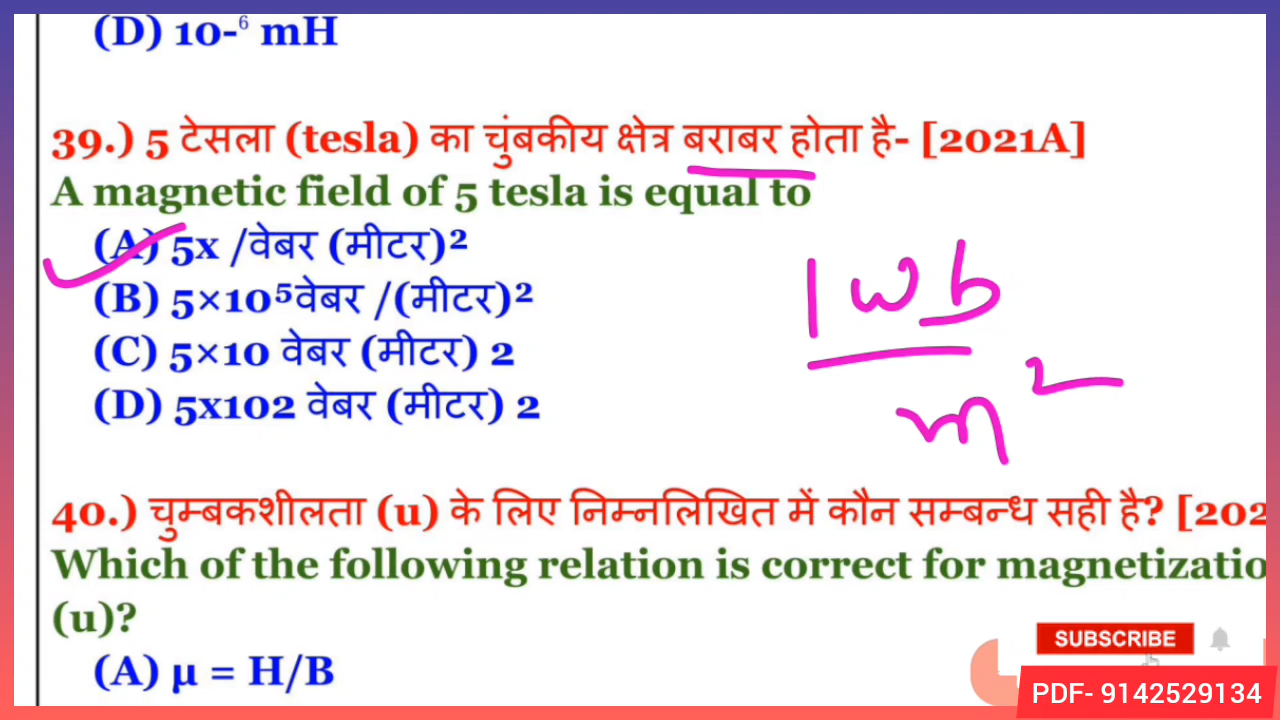 (D) 10-⁶ mH
39.) 5 टेसला (tesla) का चुंबकीय क्षेत्र बराबर होता है- [2021A]
A magnetic field of 5 tesla is equal to
(A) 5x /वेबर (मीटर)²
(B) 5×10⁵वेबर /(मीटर)²
(C) 5×10 वेबर (मीटर) 2
(D) 5x102 वेबर (मीटर) 2
1 wb
m²
40.) चुम्बकशीलता (u) के लिए निम्नलिखित में कौन सम्बन्ध सही है? [202
Which of the following relation is correct for magnetizatio
(u)?
(A) μ = H/B
SUBSCRIBE
PDF- 9142529134